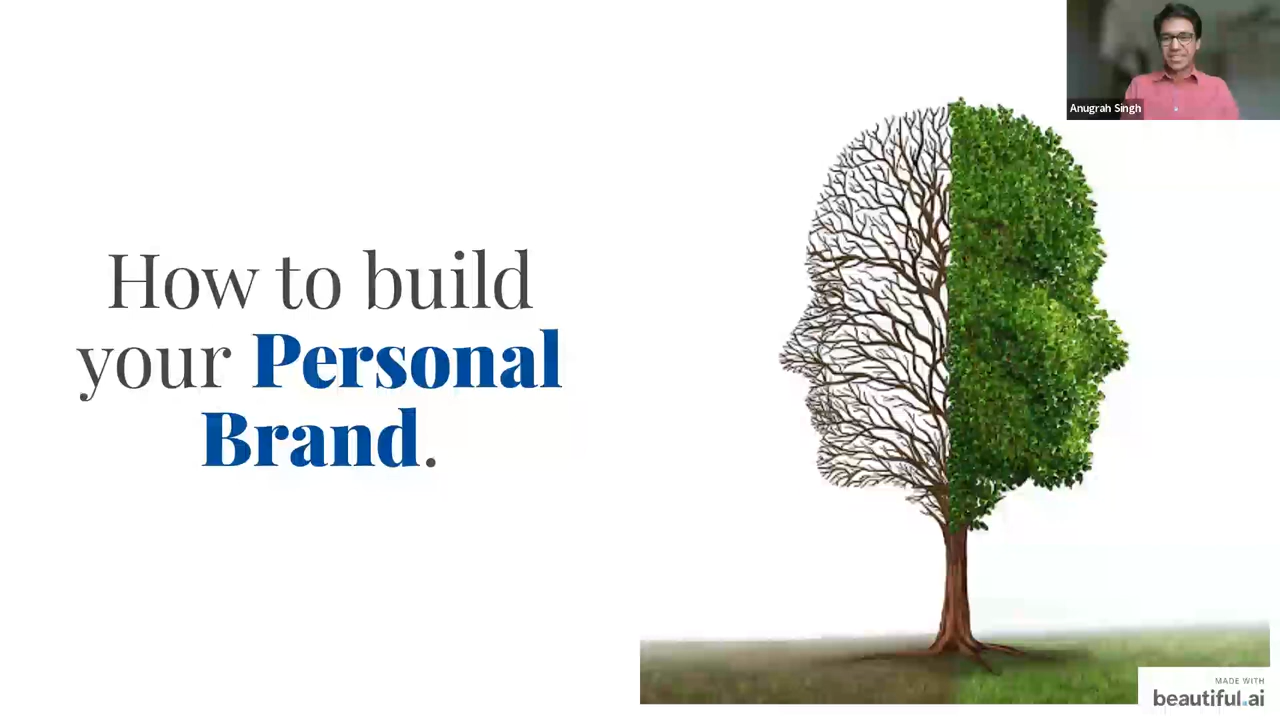 Anugrah Singh
How to build
your Personal
Brand.
MADE WITH
beautiful.ai